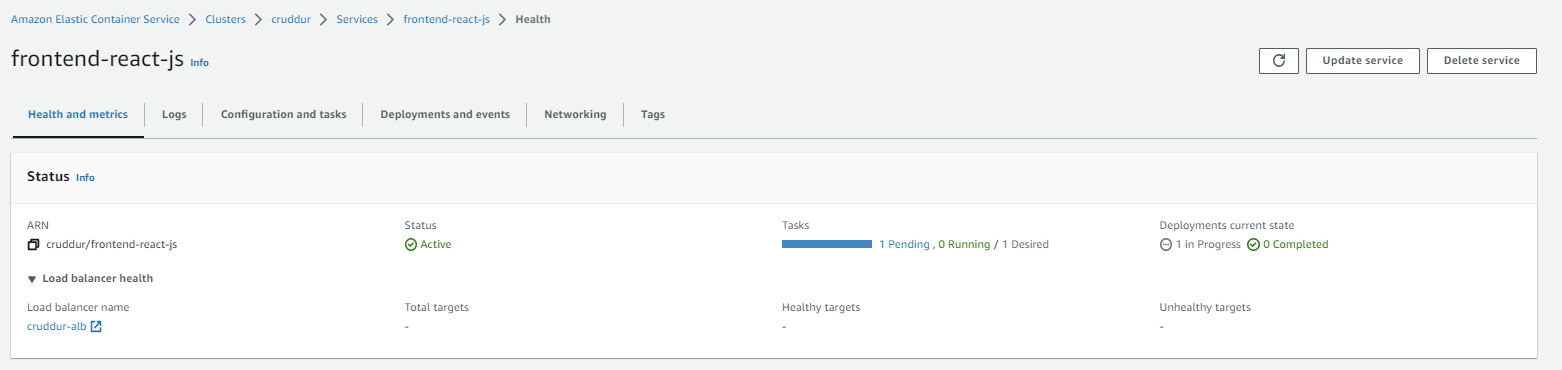 Amazon Elastic Container Service > Clusters > cruddur > Services > frontend-react-js > Health
frontend-react-js Info
Update service Delete service
Health and metrics Logs Configuration and tasks Deployments and events Networking Tags
Status Info
ARN Status Tasks Deployments current state
cruddur/frontend-react-js Active 1 Pending , 0 Running / 1 Desired 1 in Progress 0 Completed
Load balancer health
Load balancer name Total targets Healthy targets Unhealthy targets
cruddur-alb - - -